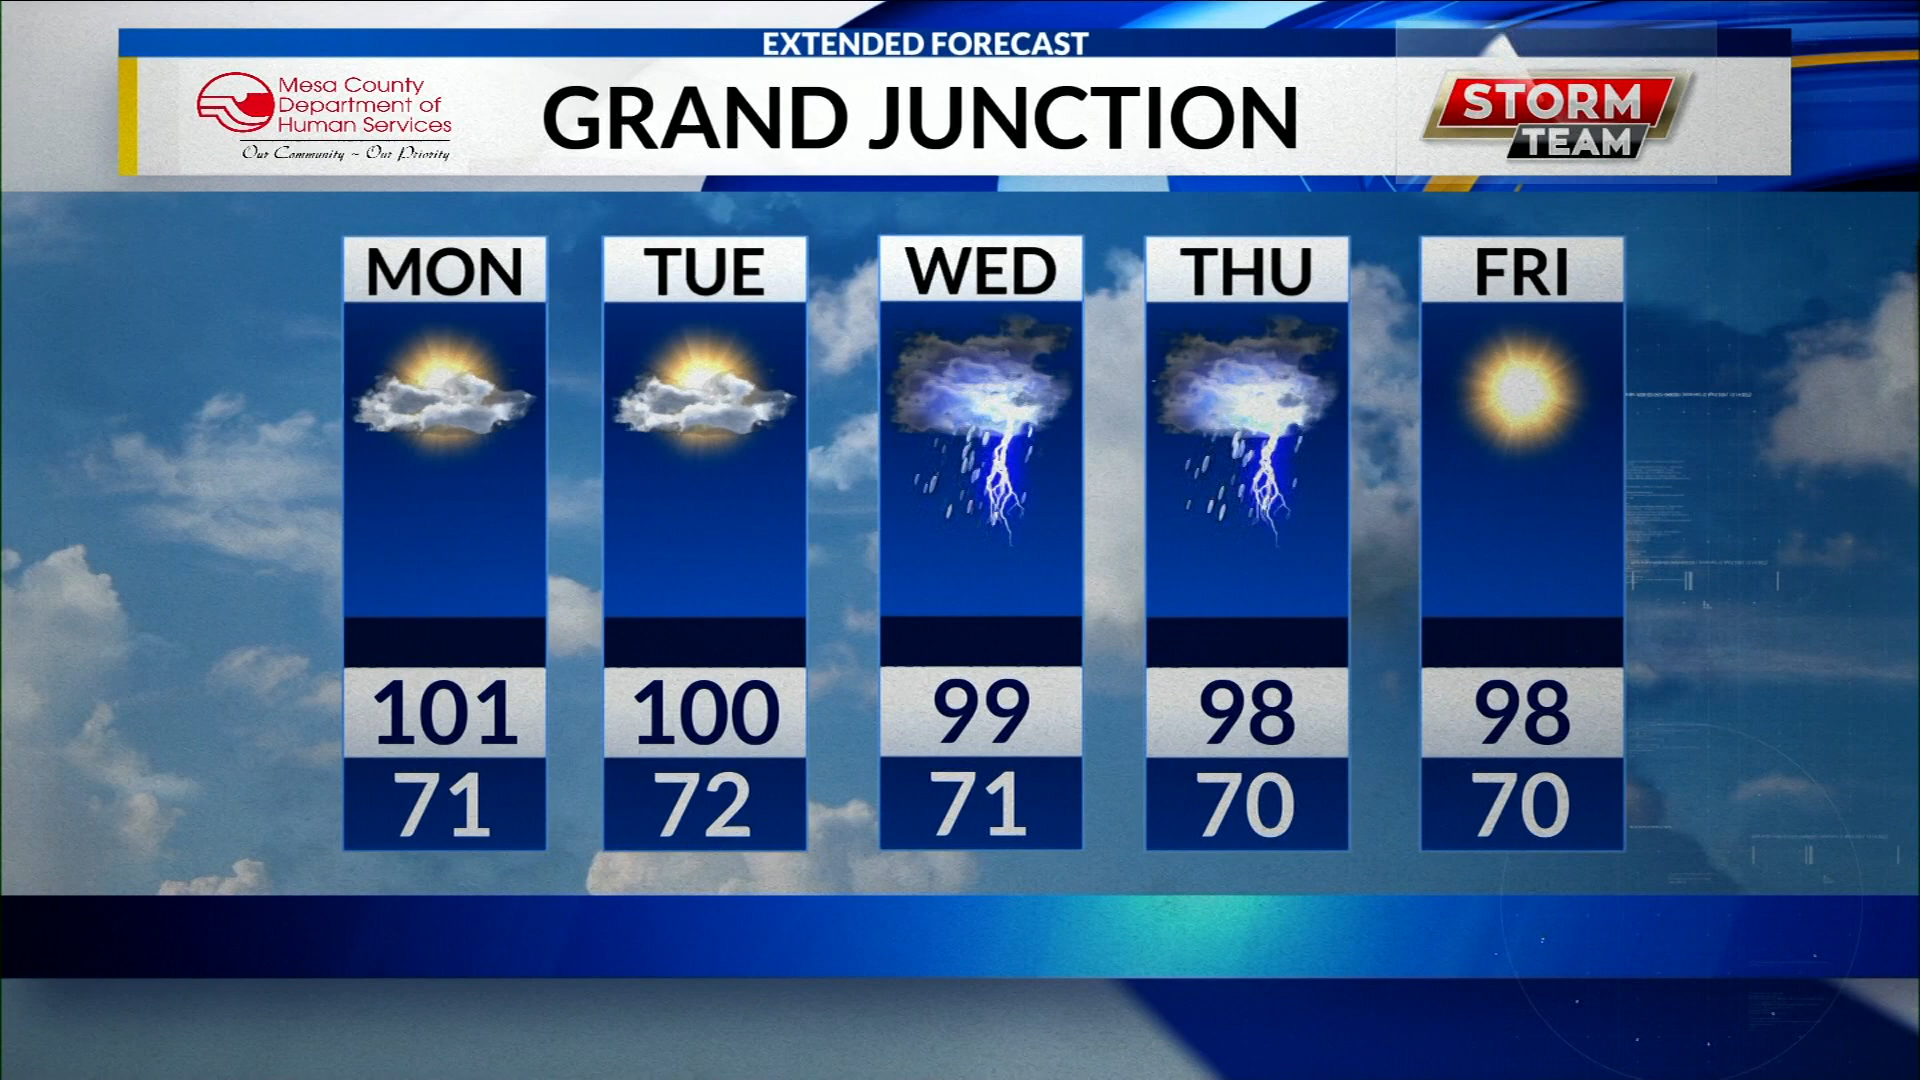 EXTENDED FORECAST
Mesa County
Department of
Human Services
Our Community ~ Our Priority
GRAND JUNCTION
STORM
TEAM
MON TUE WED THU FRI
101 100 99 98 98
71 72 71 70 70